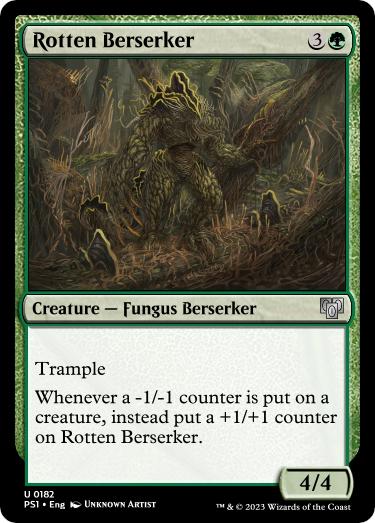 Rotten Berserker 3
Creature — Fungus Berserker
Trample
Whenever a -1/-1 counter is put on a
creature, instead put a +1/+1 counter
on Rotten Berserker.
4/4
U 0182
PS1 • Eng Unknown Artist
™ & © 2023 Wizards of the Coast